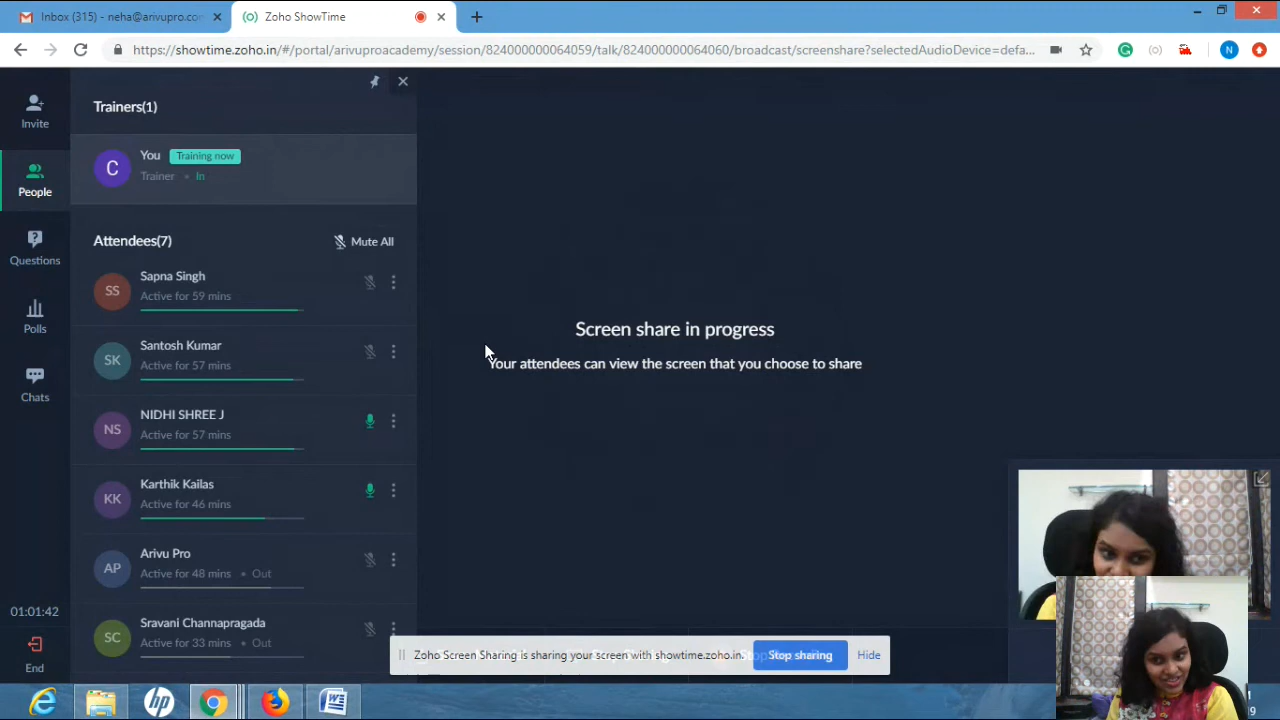 Inbox (315) - neha@arivupro.com
Zoho ShowTime
https://showtime.zoho.in/#/portal/arivuproacademy/session/824000000064059/talk/824000000064060/broadcast/screenshare?selectedAudioDevice=defa...
N
Invite
People
Questions
Polls
Chats
01:01:42
End
Trainers(1)
C
You
Training now
Trainer • In
Attendees(7)
Mute All
SS
Sapna Singh
Active for 59 mins
SK
Santosh Kumar
Active for 57 mins
NS
NIDHI SHREE J
Active for 57 mins
KK
Karthik Kailas
Active for 46 mins
AP
Arivu Pro
Active for 48 mins • Out
SC
Sravani Channapragada
Active for 33 mins • Out
Screen share in progress
Your attendees can view the screen that you choose to share
Zoho Screen Sharing is sharing your screen with showtime.zoho.in.
Stop sharing
Hide